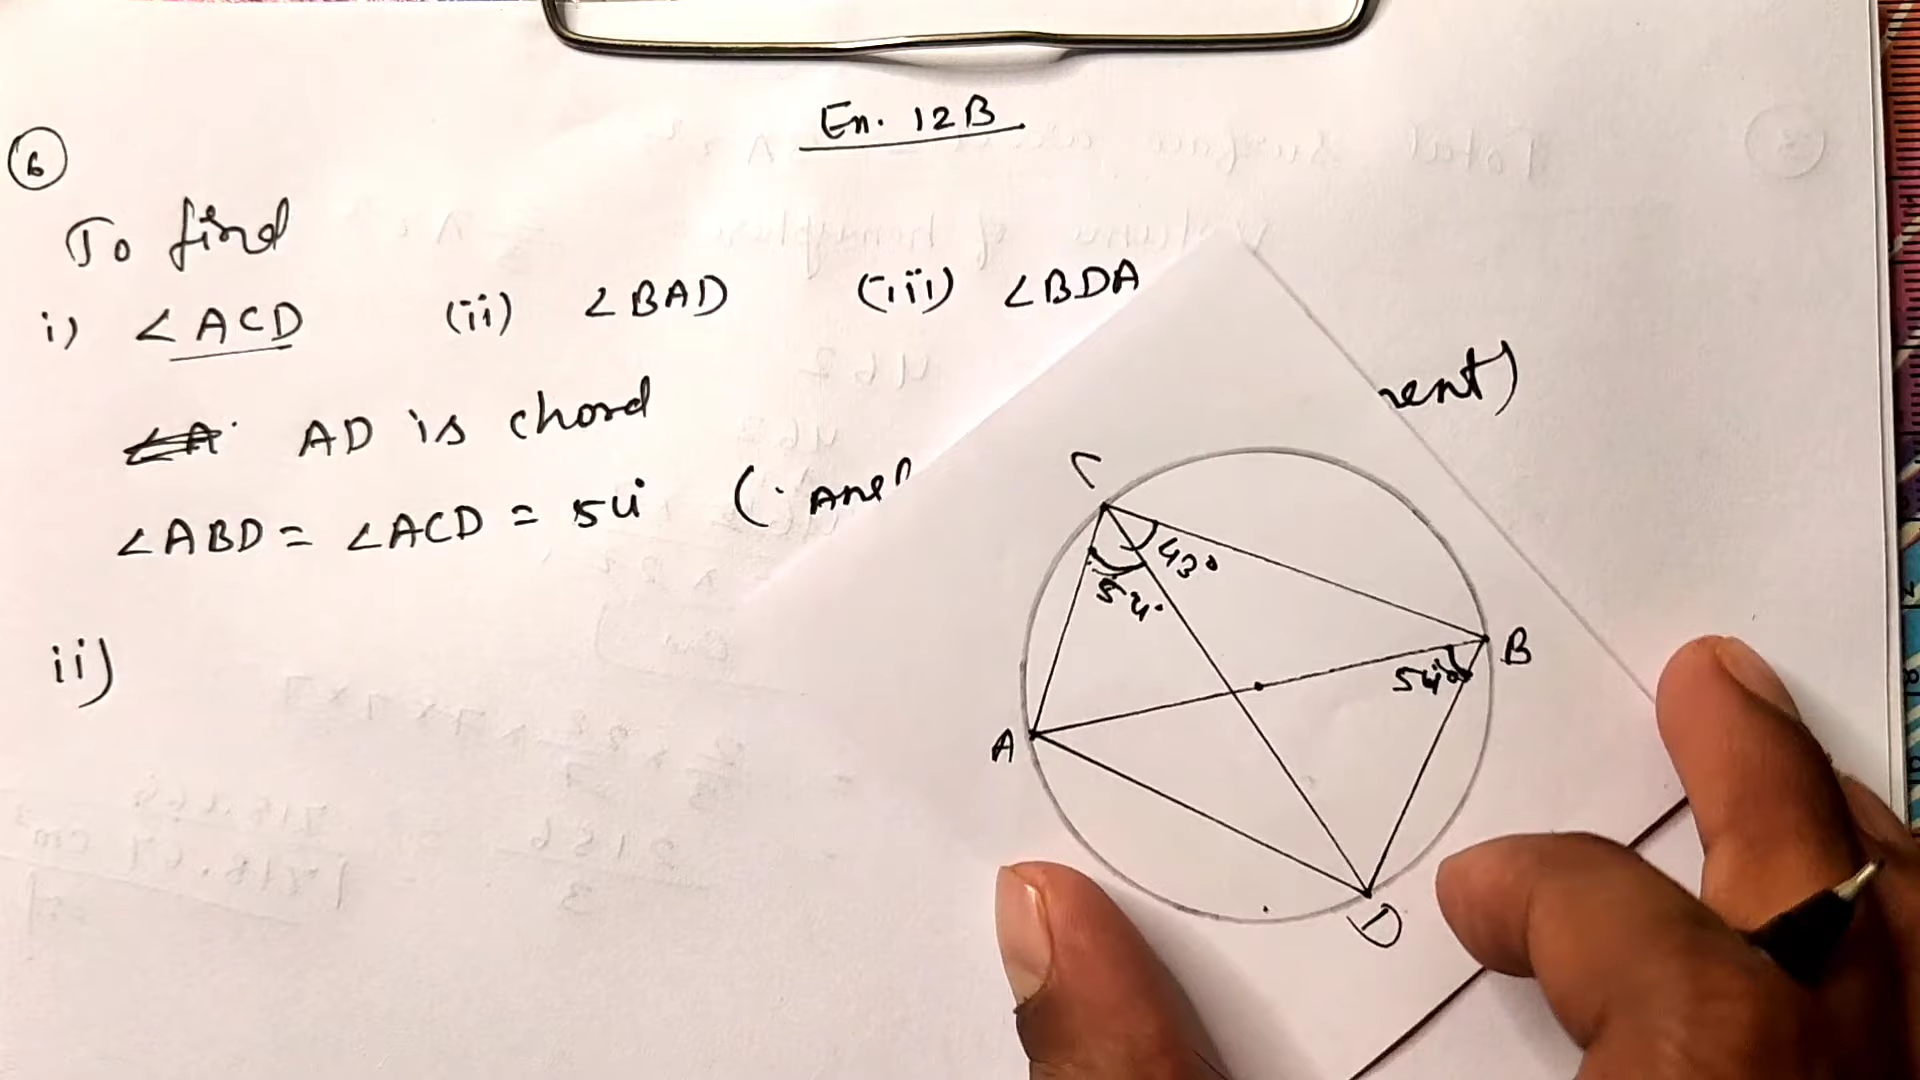 En. 12B
6
To find
i) ∠ACD (ii) ∠BAD (iii) ∠BDA
AD is chord
∠ABD = ∠ACD = 54°
ii)
C
43°
54°
B
54°
A
D